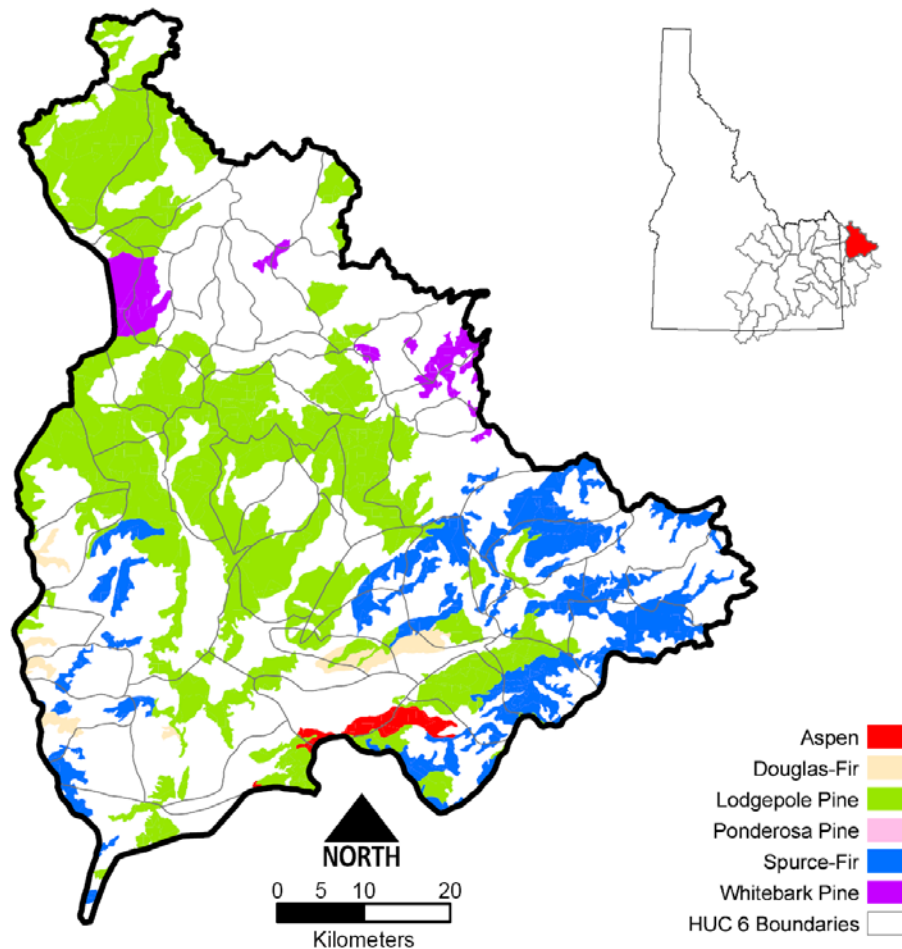 Aspen
Douglas-Fir
Lodgepole Pine
Ponderosa Pine
Spurce-Fir
Whitebark Pine
HUC 6 Boundaries
NORTH
0 5 10 20
Kilometers